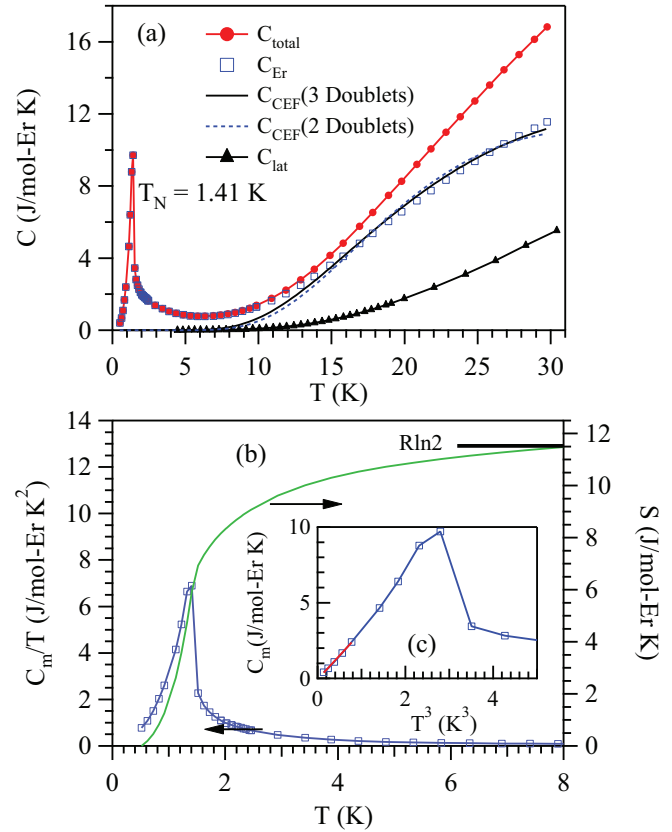 (a)
C_total
C_Er
C_CEF(3 Doublets)
C_CEF(2 Doublets)
C_lat
T_N = 1.41 K
C (J/mol-Er K)
16
12
8
4
0
0 5 10 15 20 25 30
T (K)
(b)
Rln2
C_m/T (J/mol-Er K^2)
14
12
10
8
6
4
2
0
S (J/mol-Er K)
12
10
8
6
4
2
0
(c)
C_m(J/mol-Er K)
10
5
0
0 2 4
T^3 (K^3)
0 2 4 6 8
T (K)